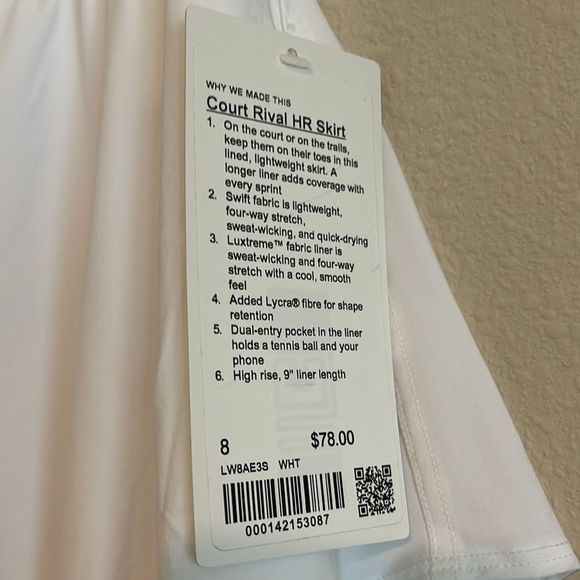 WHY WE MADE THIS
Court Rival HR Skirt
1. On the court or on the trails,
keep them on their toes in this
lined, lightweight skirt. A
longer liner adds coverage with
every sprint
2. Swift fabric is lightweight,
four-way stretch,
sweat-wicking, and quick-drying
3. Luxtreme™ fabric liner is
sweat-wicking and four-way
stretch with a cool, smooth
feel
4. Added Lycra® fibre for shape
retention
5. Dual-entry pocket in the liner
holds a tennis ball and your
phone
6. High rise, 9" liner length
8 $78.00
LW8AE3S WHT
000142153087